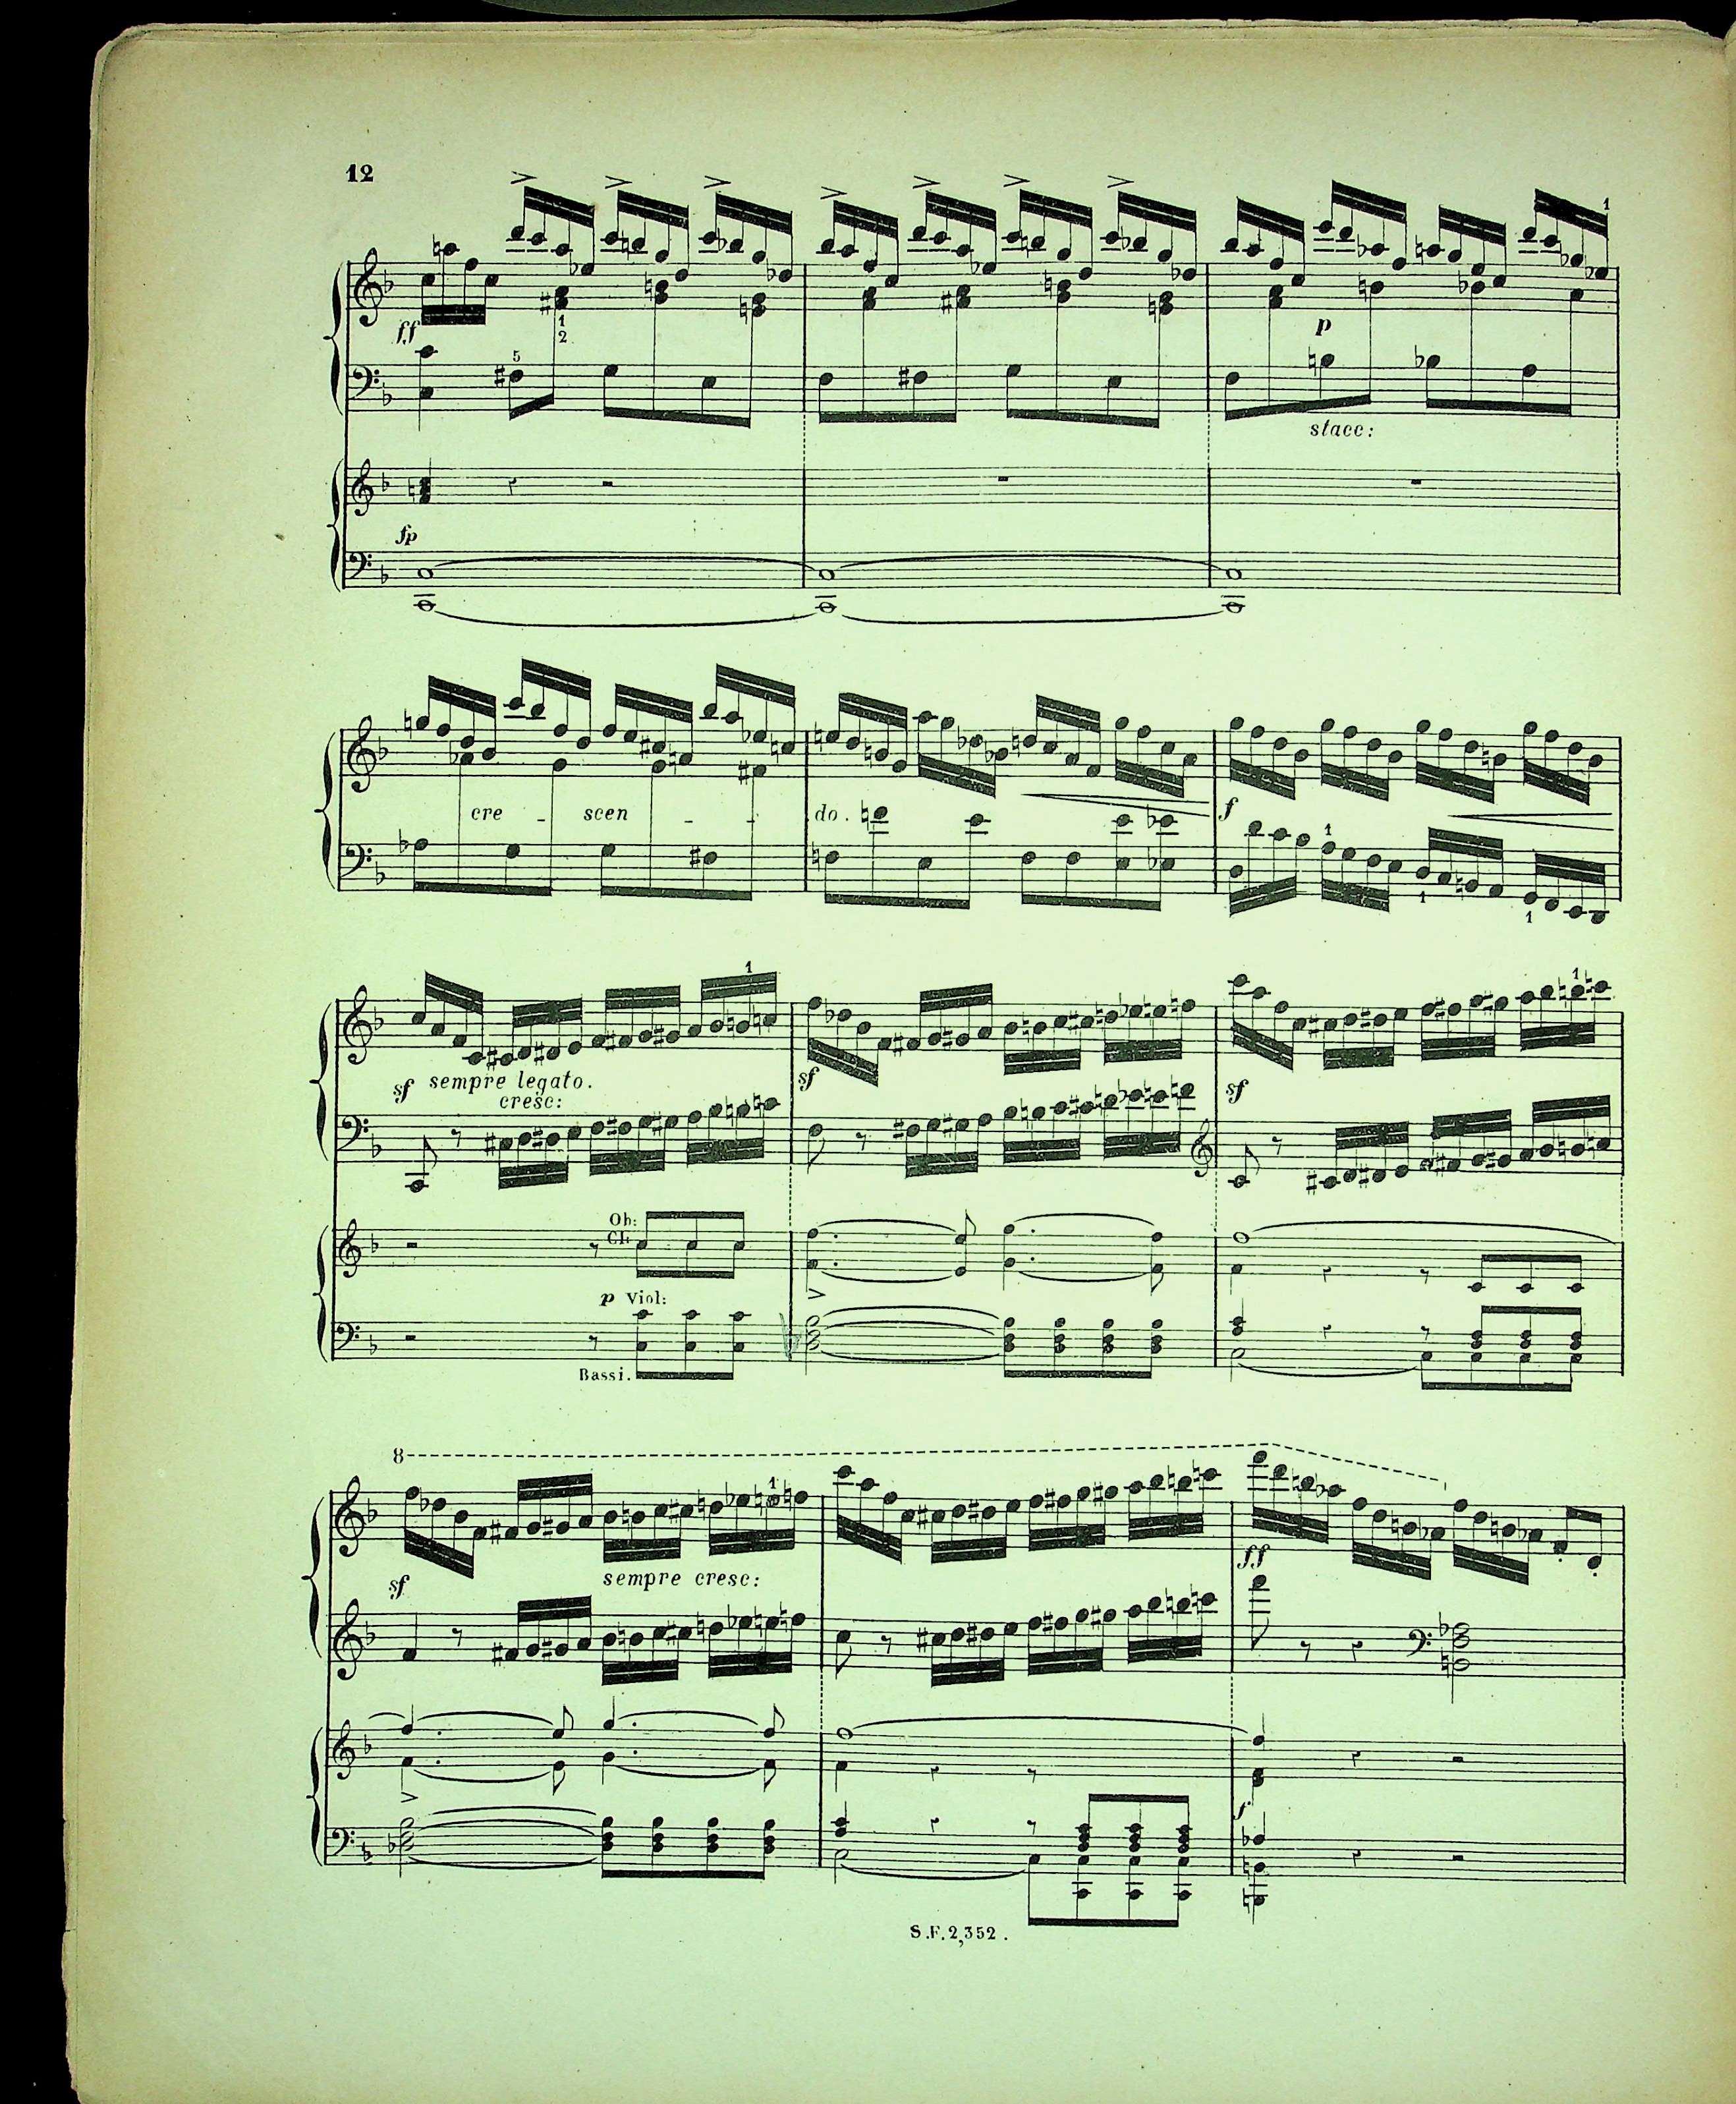 12
1
ff
1
2
5
p
stacc:
fp
cre - scen - - do.
f
1
1
1
1
1
sf sempre legato.
cresc:
sf
sf
Ob:
Cl:
p Viol:
Bassi.
8
1
sf
sempre cresc:
ff
f
S.F.2,352.